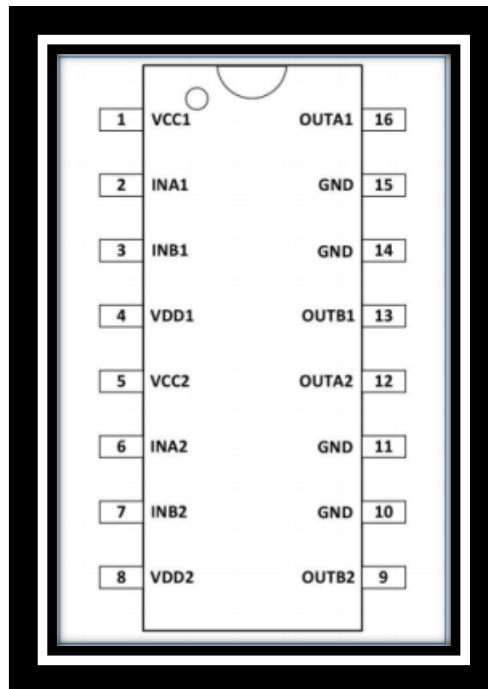 1 VCC1 OUTA1 16
2 INA1 GND 15
3 INB1 GND 14
4 VDD1 OUTB1 13
5 VCC2 OUTA2 12
6 INA2 GND 11
7 INB2 GND 10
8 VDD2 OUTB2 9